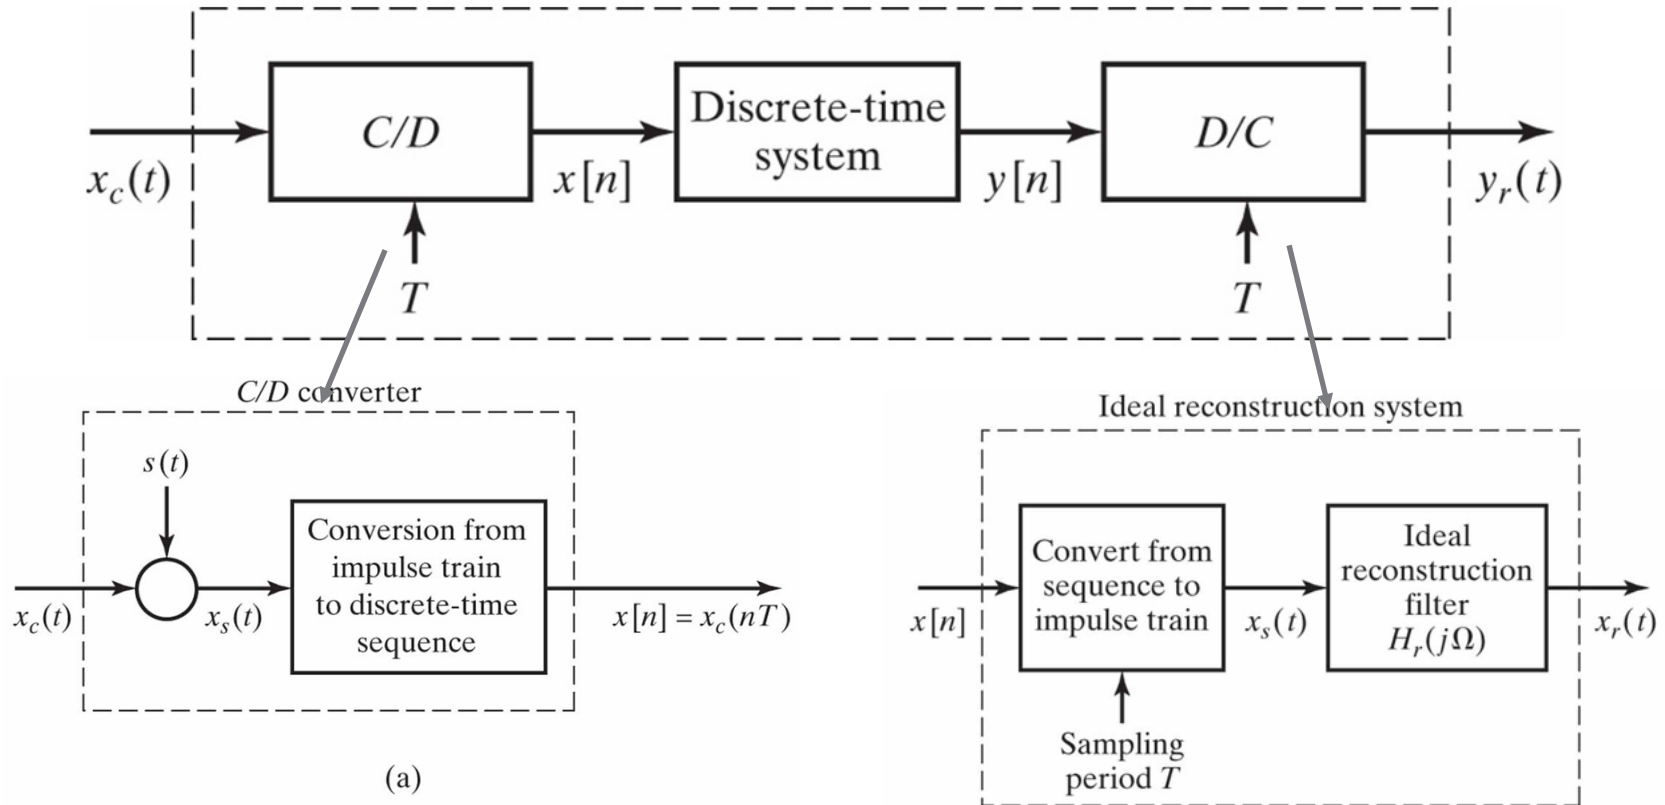 C/D
Discrete-time
system
D/C
x_c(t)
x[n]
y[n]
y_r(t)
T
T
C/D converter
s(t)
Conversion from
impulse train
to discrete-time
sequence
x_c(t)
x_s(t)
x[n] = x_c(nT)
(a)
Ideal reconstruction system
Convert from
sequence to
impulse train
Ideal
reconstruction
filter
H_r(jΩ)
x[n]
x_s(t)
x_r(t)
Sampling
period T